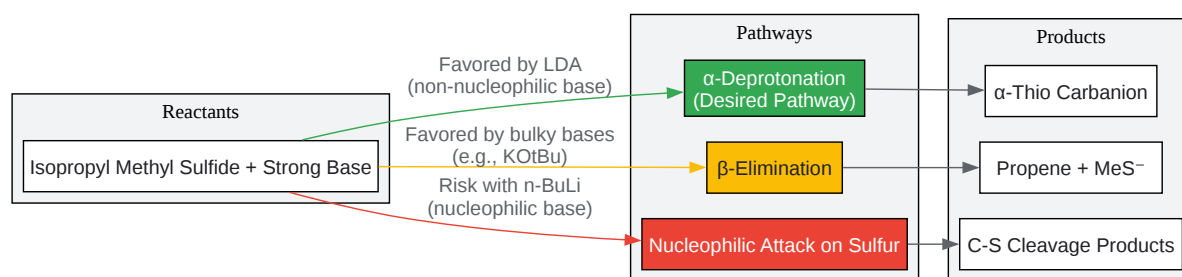 Reactants
Isopropyl Methyl Sulfide + Strong Base
Favored by LDA
(non-nucleophilic base)
Favored by bulky bases
(e.g., KOtBu)
Risk with n-BuLi
(nucleophilic base)
Pathways
α-Deprotonation
(Desired Pathway)
β-Elimination
Nucleophilic Attack on Sulfur
Products
α-Thio Carbanion
Propene + MeS⁻
C-S Cleavage Products